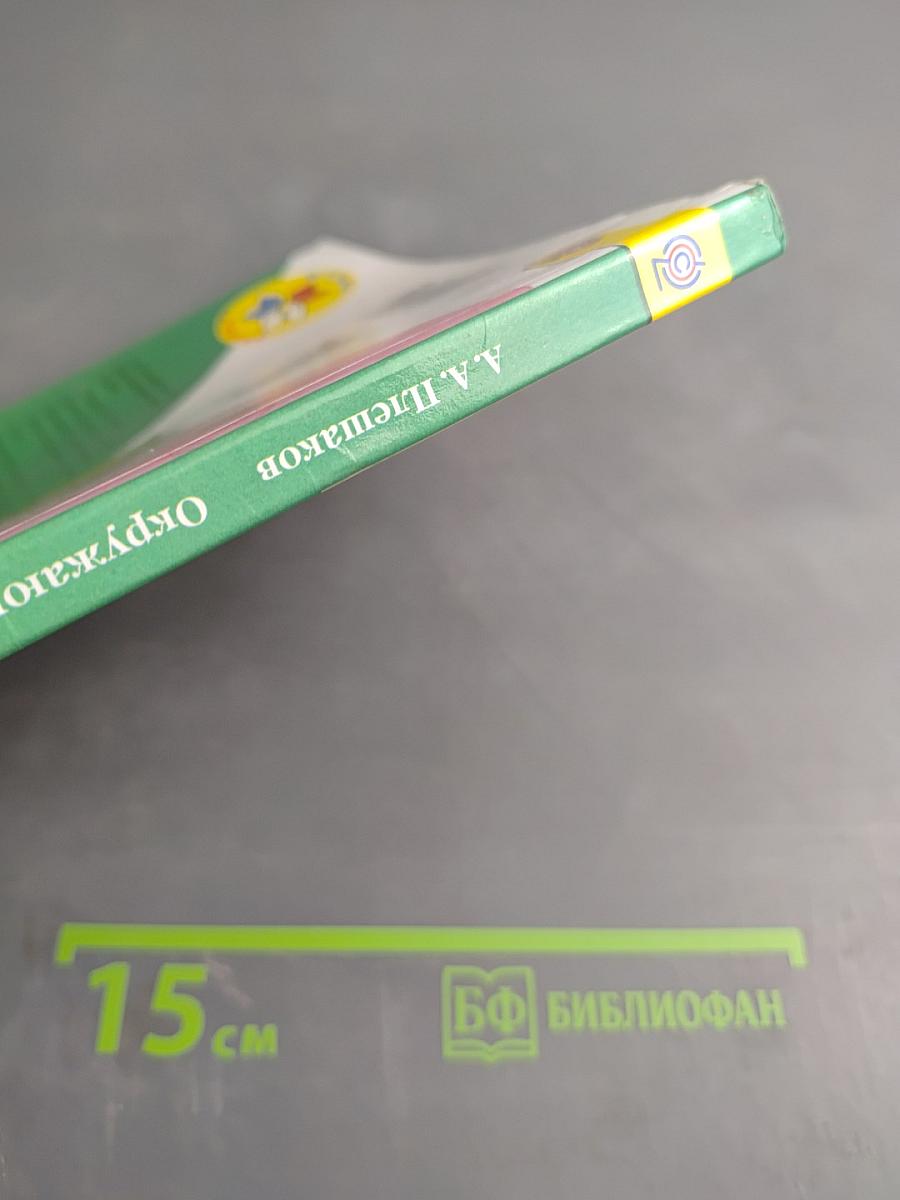 А. А. Плешаков Окружаю
15 см
БФ БИБЛИОФАН